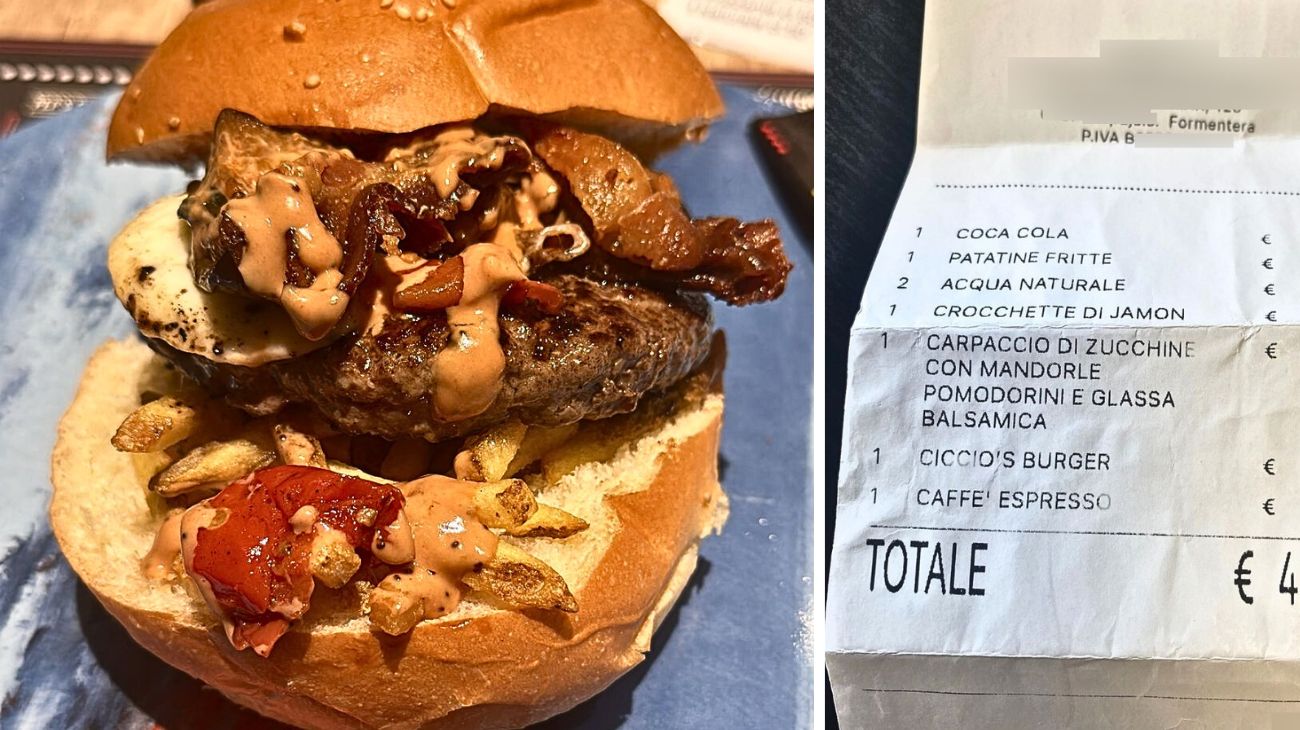 Formentera
P.IVA B
1 COCA COLA €
1 PATATINE FRITTE €
2 ACQUA NATURALE €
1 CROCCHETTE DI JAMON €
1 CARPACCIO DI ZUCCHINE €
CON MANDORLE
POMODORINI E GLASSA
BALSAMICA
1 CICCIO'S BURGER €
1 CAFFE' ESPRESSO €
TOTALE € 4